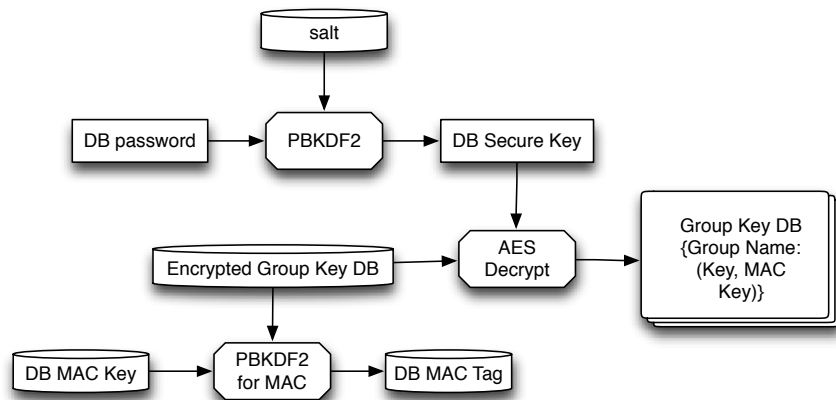 salt
DB password
PBKDF2
DB Secure Key
Encrypted Group Key DB
AES
Decrypt
Group Key DB
{Group Name:
(Key, MAC
Key)}
DB MAC Key
PBKDF2
for MAC
DB MAC Tag